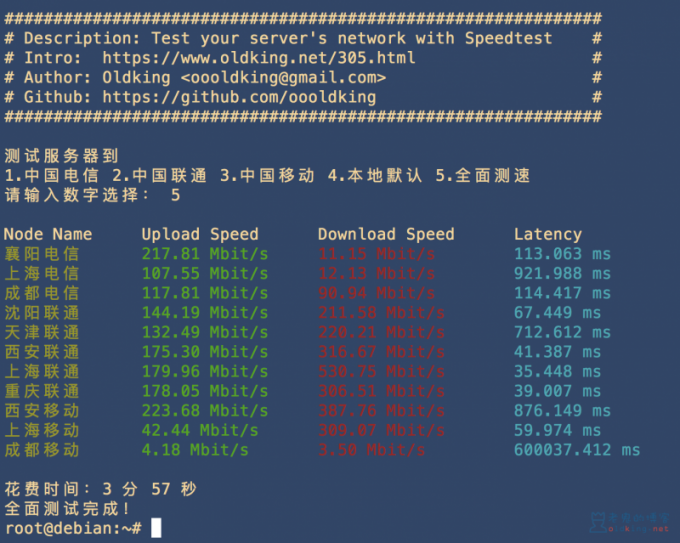 #############################################################
# Description: Test your server's network with Speedtest #
# Intro: https://www.oldking.net/305.html #
# Author: Oldking <oooldking@gmail.com> #
# Github: https://github.com/oooldking #
#############################################################
测试服务器到
1.中国电信 2.中国联通 3.中国移动 4.本地默认 5.全面测速
请输入数字选择： 5
Node Name Upload Speed Download Speed Latency
襄阳电信 217.81 Mbit/s 11.15 Mbit/s 113.063 ms
上海电信 107.55 Mbit/s 12.13 Mbit/s 921.988 ms
成都电信 117.81 Mbit/s 90.94 Mbit/s 114.417 ms
沈阳联通 144.19 Mbit/s 211.58 Mbit/s 67.449 ms
天津联通 132.49 Mbit/s 220.21 Mbit/s 712.612 ms
西安联通 175.30 Mbit/s 316.67 Mbit/s 41.387 ms
上海联通 179.96 Mbit/s 530.75 Mbit/s 35.448 ms
重庆联通 178.05 Mbit/s 306.51 Mbit/s 39.007 ms
西安移动 223.68 Mbit/s 387.76 Mbit/s 876.149 ms
上海移动 42.44 Mbit/s 309.07 Mbit/s 59.974 ms
成都移动 4.18 Mbit/s 3.50 Mbit/s 600037.412 ms
花费时间：3 分 57 秒
全面测试完成！
root@debian:~#